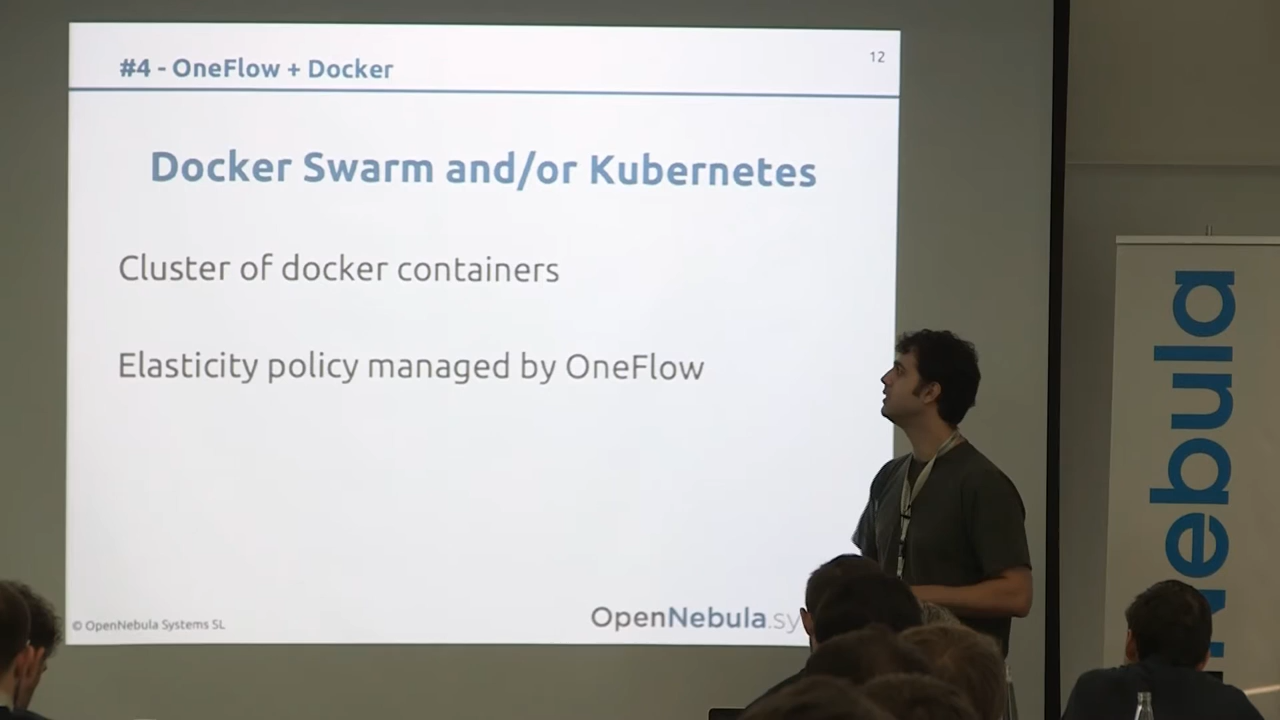 #4 - OneFlow + Docker
12
Docker Swarm and/or Kubernetes
Cluster of docker containers
Elasticity policy managed by OneFlow
© OpenNebula Systems SL
OpenNebula.sy
Nebula